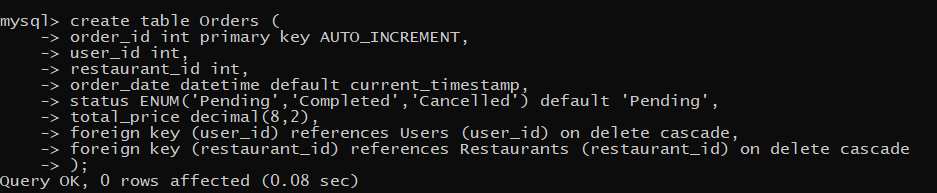 mysql> create table Orders (
    -> order_id int primary key AUTO_INCREMENT,
    -> user_id int,
    -> restaurant_id int,
    -> order_date datetime default current_timestamp,
    -> status ENUM('Pending','Completed','Cancelled') default 'Pending',
    -> total_price decimal(8,2),
    -> foreign key (user_id) references Users (user_id) on delete cascade,
    -> foreign key (restaurant_id) references Restaurants (restaurant_id) on delete cascade
    -> );
Query OK, 0 rows affected (0.08 sec)